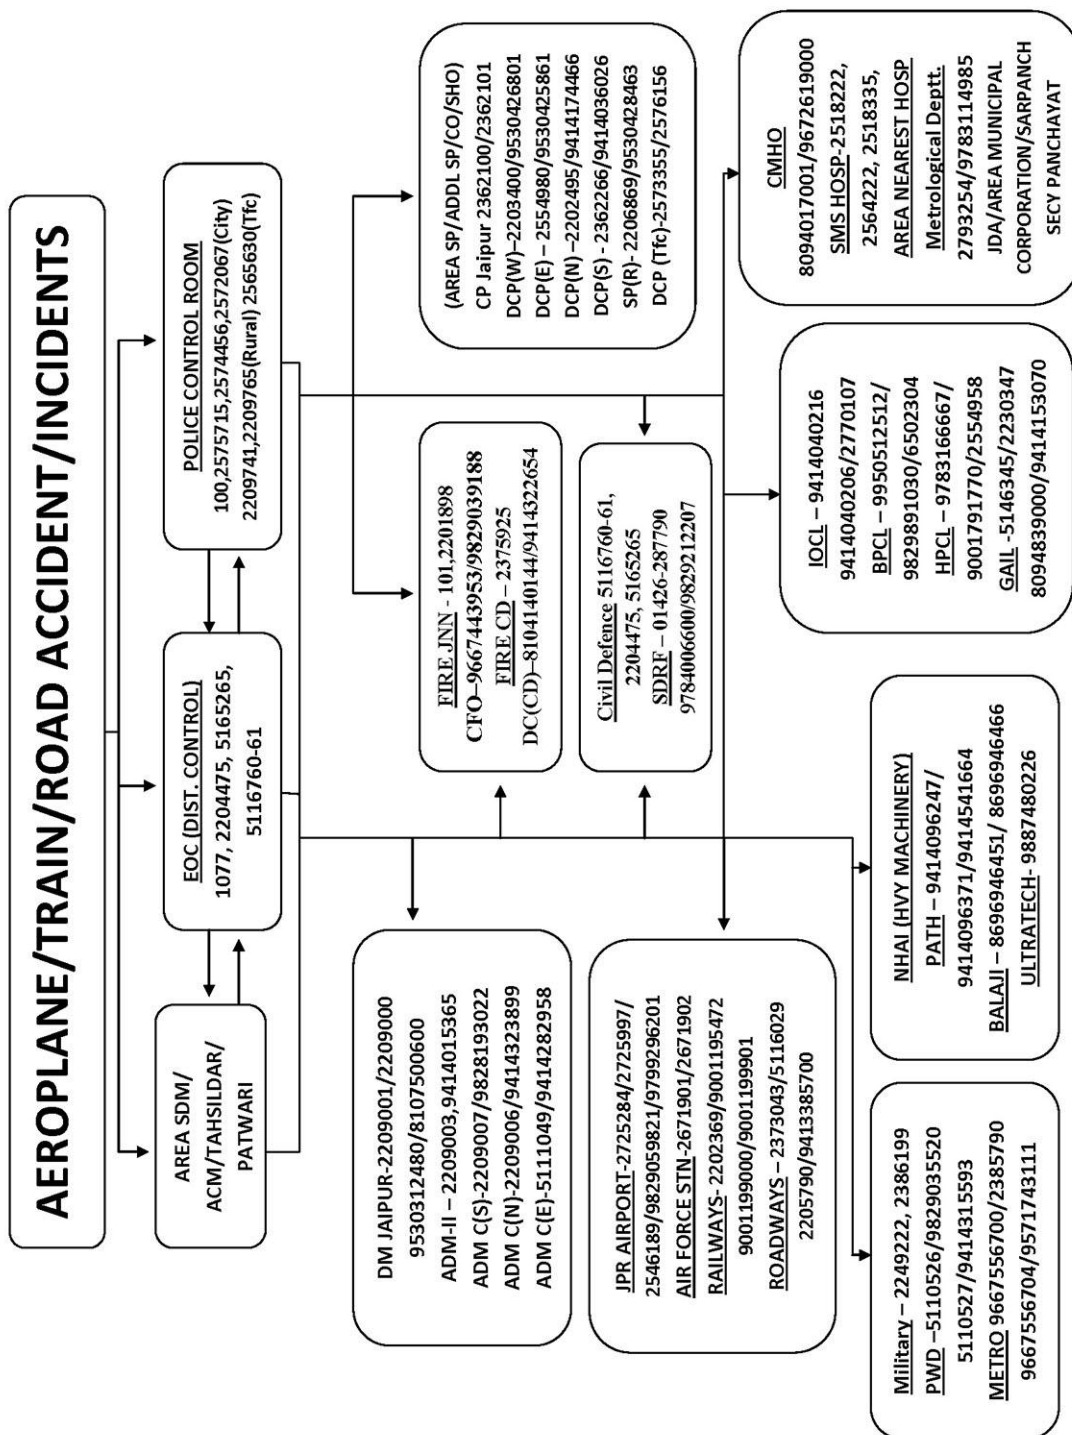 AEROPLANE/TRAIN/ROAD ACCIDENT/INCIDENTS
AREA SDM/
ACM/TAHSILDAR/
PATWARI
EOC (DIST. CONTROL)
1077, 2204475, 5165265,
5116760-61
POLICE CONTROL ROOM
100,2575715,2574456,2572067(City)
2209741,2209765(Rural) 2565630(Tfc)
DM JAIPUR-2209001/2209000
9530312480/8107500600
ADM-II – 2209003,9414015365
ADM C(S)-2209007/9828193022
ADM C(N)-2209006/9414323899
ADM C(E)-5111049/9414282958
FIRE JNN - 101,2201898
CFO–9667443953/9829039188
FIRE CD – 2375925
DC(CD)–8104140144/9414322654
(AREA SP/ADDL SP/CO/SHO)
CP Jaipur 2362100/2362101
DCP(W)–2203400/9530426801
DCP(E) – 2554980/9530425861
DCP(N) –2202495/9414174466
DCP(S) - 2362266/9414036026
SP(R)- 2206869/9530428463
DCP (Tfc)-2573355/2576156
JPR AIRPORT-2725284/2725997/
2546189/9829059821/9799296201
AIR FORCE STN-2671901/2671902
RAILWAYS- 2202369/9001195472
9001199000/9001199901
ROADWAYS – 2373043/5116029
2205790/9413385700
Civil Defence 5116760-61,
2204475, 5165265
SDRF – 01426-287790
9784006600/9829212207
Military – 2249222, 2386199
PWD –5110526/9829035520
5110527/9414315593
METRO 9667556700/2385790
9667556704/9571743111
NHAI (HVY MACHINERY)
PATH – 9414096247/
9414096371/9414541664
BALAJI – 8696946451/ 8696946466
ULTRATECH- 9887480226
IOCL – 9414040216
9414040206/2770107
BPCL – 9950512512/
9829891030/6502304
HPCL – 9783166667/
9001791770/2554958
GAIL -5146345/2230347
8094839000/9414153070
CMHO
8094017001/9672619000
SMS HOSP-2518222,
2564222, 2518335,
AREA NEAREST HOSP
Metrological Deptt.
2793254/9783114985
JDA/AREA MUNICIPAL
CORPORATION/SARPANCH
SECY PANCHAYAT